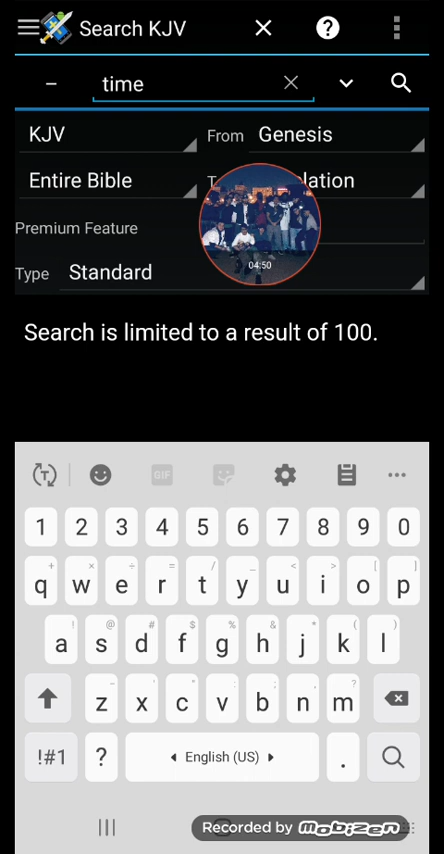 Search KJV
time
KJV From Genesis
Entire Bible T lation
Premium Feature
04:50
Type Standard
Search is limited to a result of 100.
T GIF
1 2 3 4 5 6 7 8 9 0
q w e r t y u i o p
a s d f g h j k l
z x c v b n m
!#1 ? English (US) .
Recorded by Mobizen